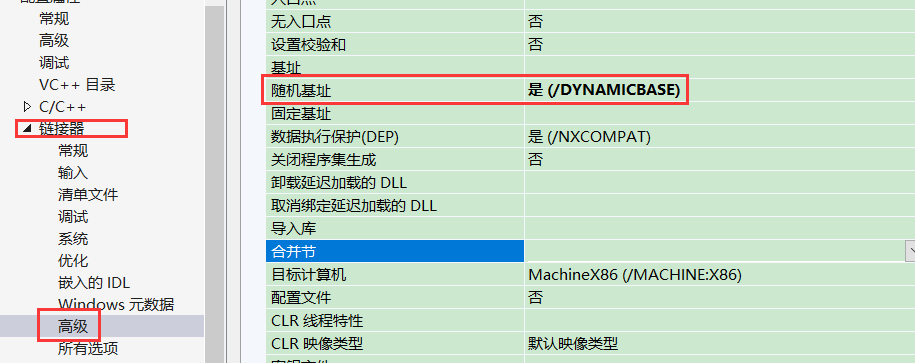 常规
高级
调试
VC++ 目录
C/C++
链接器
常规
输入
清单文件
调试
系统
优化
嵌入的 IDL
Windows 元数据
高级
所有选项
入口点
无入口点 否
设置校验和 否
基址
随机基址 是 (/DYNAMICBASE)
固定基址
数据执行保护(DEP) 是 (/NXCOMPAT)
关闭程序集生成 否
卸载延迟加载的 DLL
取消绑定延迟加载的 DLL
导入库
合并节
目标计算机 MachineX86 (/MACHINE:X86)
配置文件 否
CLR 线程特性
CLR 映像类型 默认映像类型